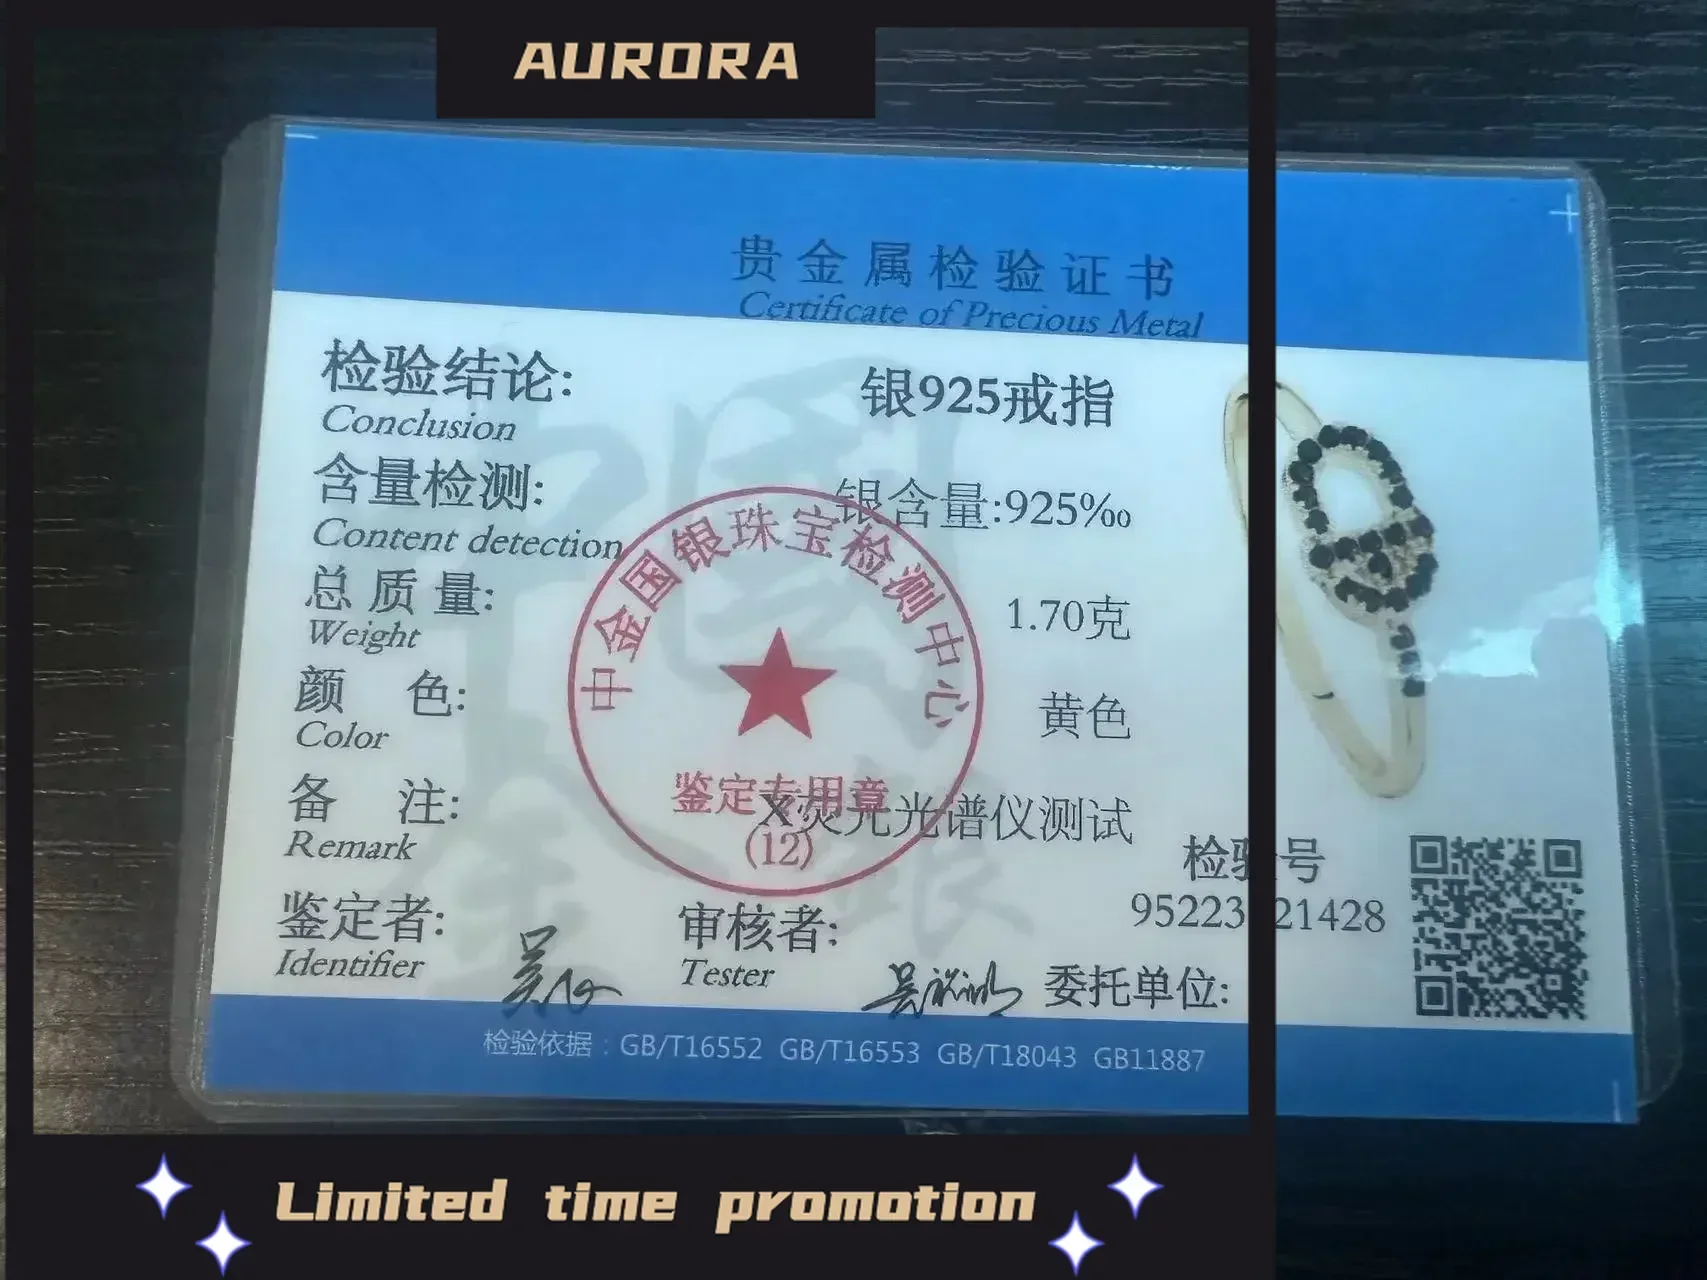 AURORA
贵金属检验证书
Certificate of Precious Metal
检验结论: 银925戒指
Conclusion
含量检测: 银含量:925‰
Content detection
总质量: 1.70克
Weight
颜色: 黄色
Color
备注: X荧光光谱仪测试
Remark
中金国银珠宝检测中心
鉴定专用章
(12)
检验号
95223 21428
鉴定者:
Identifier
审核者:
Tester
委托单位:
检验依据：GB/T16552 GB/T16553 GB/T18043 GB11887
Limited time promotion